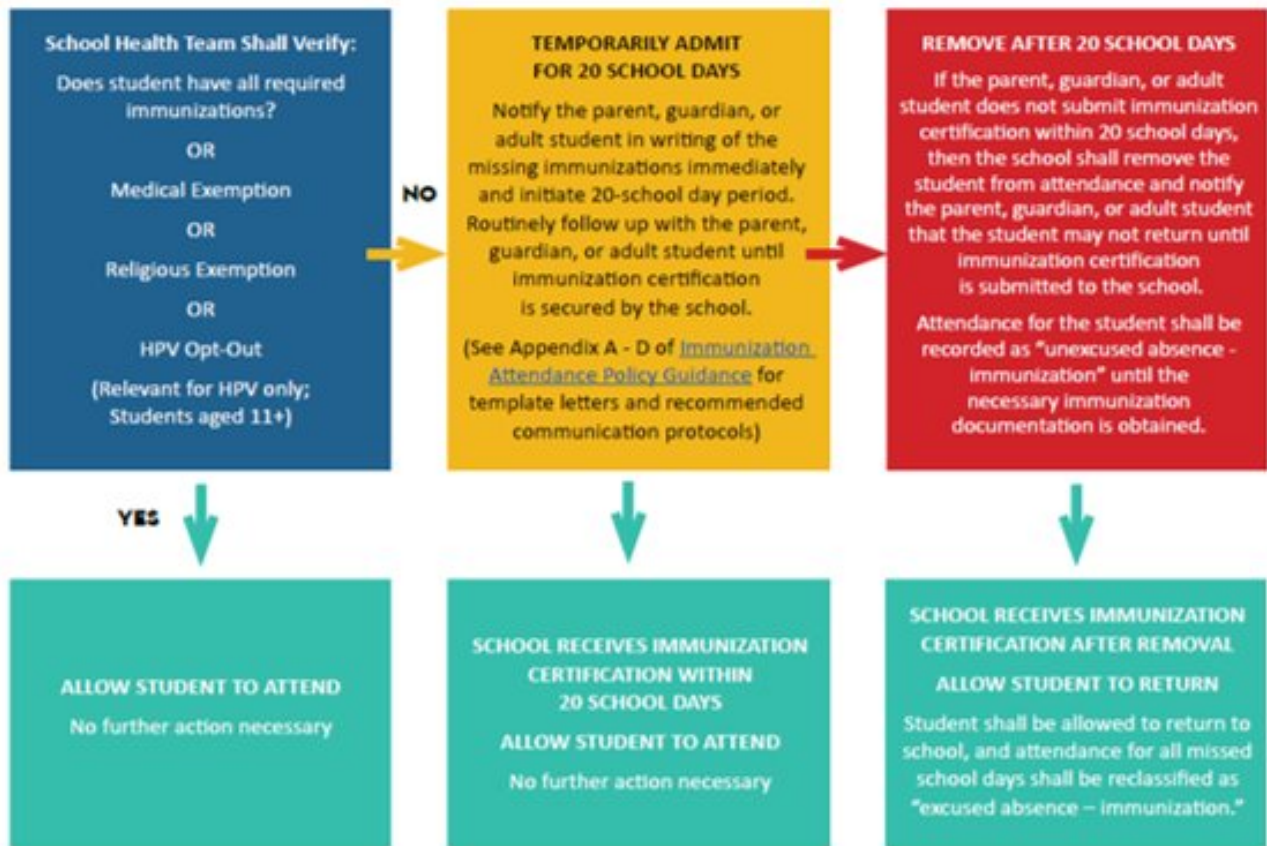 School Health Team Shall Verify:
Does student have all required
immunizations?
OR
Medical Exemption
OR
Religious Exemption
OR
HPV Opt-Out
(Relevant for HPV only;
Students aged 11+)
NO
TEMPORARILY ADMIT
FOR 20 SCHOOL DAYS
Notify the parent, guardian, or
adult student in writing of the
missing immunizations immediately
and initiate 20-school day period.
Routinely follow up with the parent,
guardian, or adult student until
immunization certification
is secured by the school.
(See Appendix A - D of Immunization
Attendance Policy Guidance for
template letters and recommended
communication protocols)
REMOVE AFTER 20 SCHOOL DAYS
If the parent, guardian, or adult
student does not submit immunization
certification within 20 school days,
then the school shall remove the
student from attendance and notify
the parent, guardian, or adult student
that the student may not return until
immunization certification
is submitted to the school.
Attendance for the student shall be
recorded as “unexcused absence -
immunization” until the
necessary immunization
documentation is obtained.
YES
ALLOW STUDENT TO ATTEND
No further action necessary
SCHOOL RECEIVES IMMUNIZATION
CERTIFICATION WITHIN
20 SCHOOL DAYS
ALLOW STUDENT TO ATTEND
No further action necessary
SCHOOL RECEIVES IMMUNIZATION
CERTIFICATION AFTER REMOVAL
ALLOW STUDENT TO RETURN
Student shall be allowed to return to
school, and attendance for all missed
school days shall be reclassified as
“excused absence – immunization.”